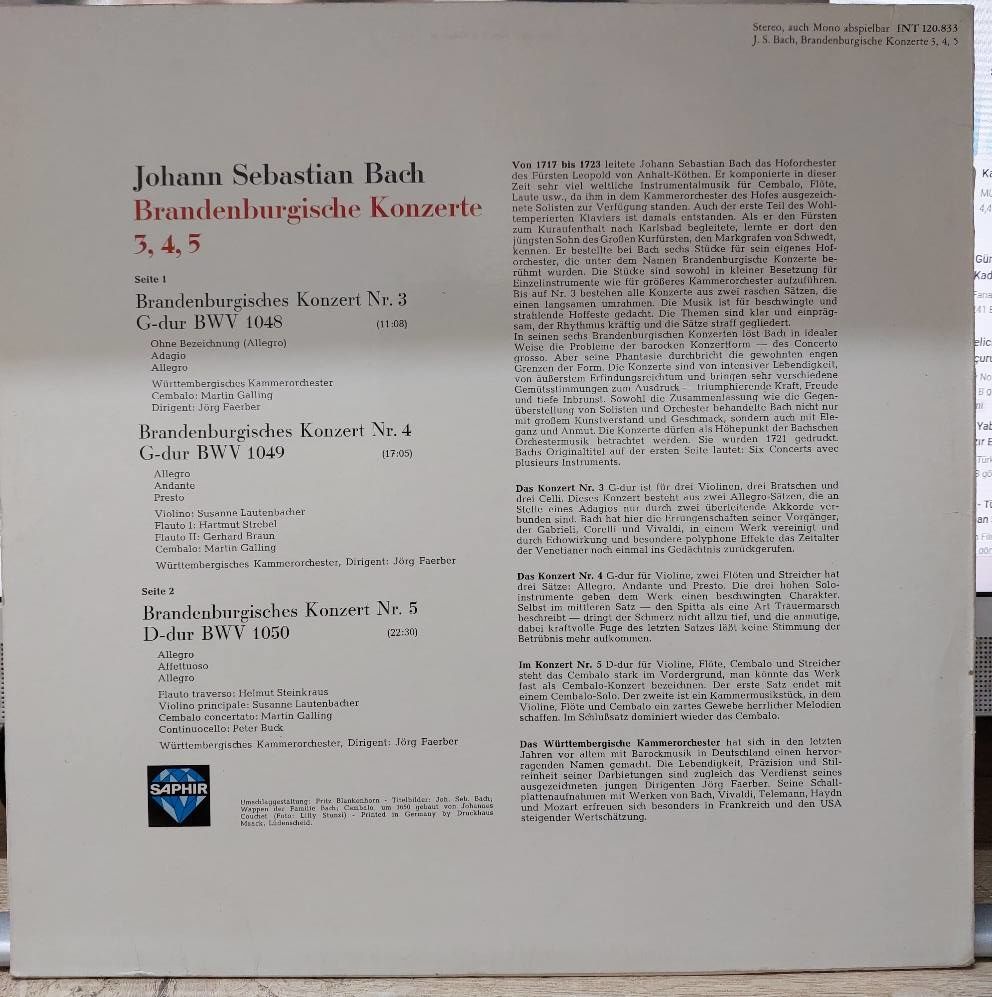 Stereo, auch Mono abspielbar INT 120.833
J. S. Bach, Brandenburgische Konzerte 3, 4, 5
Johann Sebastian Bach
Brandenburgische Konzerte
3, 4, 5
Seite 1
Brandenburgisches Konzert Nr. 3
G-dur BWV 1048 (11:08)
Ohne Bezeichnung (Allegro)
Adagio
Allegro
Württembergisches Kammerorchester
Cembalo: Martin Galling
Dirigent: Jörg Faerber
Brandenburgisches Konzert Nr. 4
G-dur BWV 1049 (17:05)
Allegro
Andante
Presto
Violino: Susanne Lautenbacher
Flauto I: Hartmut Strebel
Flauto II: Gerhard Braun
Cembalo: Martin Galling
Württembergisches Kammerorchester, Dirigent: Jörg Faerber
Seite 2
Brandenburgisches Konzert Nr. 5
D-dur BWV 1050 (22:30)
Allegro
Affettuoso
Allegro
Flauto traverso: Helmut Steinkraus
Violino principale: Susanne Lautenbacher
Cembalo concertato: Martin Galling
Continuocello: Peter Buck
Württembergisches Kammerorchester, Dirigent: Jörg Faerber
SAPHIR
Umschlaggestaltung: Fritz Blankenhorn - Titelbilder: Joh. Seb. Bach;
Wappen der Familie Bach; Cembalo, um 1650 gebaut von Johannes
Couchet (Foto: Lilly Stunzi) - Printed in Germany by Druckhaus
Maack, Lüdenscheid.
Von 1717 bis 1723 leitete Johann Sebastian Bach das Hoforchester
des Fürsten Leopold von Anhalt-Köthen. Er komponierte in dieser
Zeit sehr viel weltliche Instrumentalmusik für Cembalo, Flöte,
Laute usw., da ihm in dem Kammerorchester des Hofes ausgezeich-
nete Solisten zur Verfügung standen. Auch der erste Teil des Wohl-
temperierten Klaviers ist damals entstanden. Als er den Fürsten
zum Kuraufenthalt nach Karlsbad begleitete, lernte er dort den
jüngsten Sohn des Großen Kurfürsten, den Markgrafen von Schwedt,
kennen. Er bestellte bei Bach sechs Stücke für sein eigenes Hof-
orchester, die unter dem Namen Brandenburgische Konzerte be-
rühmt wurden. Die Stücke sind sowohl in kleiner Besetzung für
Einzelinstrumente wie für größeres Kammerorchester aufzuführen.
Bis auf Nr. 3 bestehen alle Konzerte aus zwei raschen Sätzen, die
einen langsamen umrahmen. Die Musik ist für beschwingte und
strahlende Hoffeste gedacht. Die Themen sind klar und einpräg-
sam, der Rhythmus kräftig und die Sätze straff gegliedert.
In seinen sechs Brandenburgischen Konzerten löst Bach in idealer
Weise die Probleme der barocken Konzertform — des Concerto
grosso. Aber seine Phantasie durchbricht die gewohnten engen
Grenzen der Form. Die Konzerte sind von intensiver Lebendigkeit,
von äußerstem Erfindungsreichtum und bringen sehr verschiedene
Gemütsstimmungen zum Ausdruck — triumphierende Kraft, Freude
und tiefe Inbrunst. Sowohl die Zusammenfassung wie die Gegen-
überstellung von Solisten und Orchester behandelte Bach nicht nur
mit großem Kunstverstand und Geschmack, sondern auch mit Ele-
ganz und Anmut. Die Konzerte dürfen als Höhepunkt der Bachschen
Orchestermusik betrachtet werden. Sie wurden 1721 gedruckt.
Bachs Originaltitel auf der ersten Seite lautet: Six Concerts avec
plusieurs Instruments.
Das Konzert Nr. 3 G-dur ist für drei Violinen, drei Bratschen und
drei Celli. Dieses Konzert besteht aus zwei Allegro-Sätzen, die an
Stelle eines Adagios nur durch zwei überleitende Akkorde ver-
bunden sind. Bach hat hier die Errungenschaften seiner Vorgänger,
der Gabrieli, Corelli und Vivaldi, in einem Werk vereinigt und
durch Echowirkung und besondere polyphone Effekte das Zeitalter
der Venetianer noch einmal ins Gedächtnis zurückgerufen.
Das Konzert Nr. 4 G-dur für Violine, zwei Flöten und Streicher hat
drei Sätze: Allegro, Andante und Presto. Die drei hohen Solo-
instrumente geben dem Werk einen beschwingten Charakter.
Selbst im mittleren Satz — den Spitta als eine Art Trauermarsch
beschreibt — dringt der Schmerz nicht allzu tief, und die anmutige,
dabei kraftvolle Fuge des letzten Satzes läßt keine Stimmung der
Betrübnis mehr aufkommen.
Im Konzert Nr. 5 D-dur für Violine, Flöte, Cembalo und Streicher
steht das Cembalo stark im Vordergrund, man könnte das Werk
fast als Cembalo-Konzert bezeichnen. Der erste Satz endet mit
einem Cembalo-Solo. Der zweite ist ein Kammermusikstück, in dem
Violine, Flöte und Cembalo ein zartes Gewebe herrlicher Melodien
schaffen. Im Schlußsatz dominiert wieder das Cembalo.
Das Württembergische Kammerorchester hat sich in den letzten
Jahren vor allem mit Barockmusik in Deutschland einen hervor-
ragenden Namen gemacht. Die Lebendigkeit, Präzision und Stil-
reinheit seiner Darbietungen sind zugleich das Verdienst seines
ausgezeichneten jungen Dirigenten Jörg Faerber. Seine Schall-
plattenaufnahmen mit Werken von Bach, Vivaldi, Telemann, Haydn
und Mozart erfreuen sich besonders in Frankreich und den USA
steigender Wertschätzung.